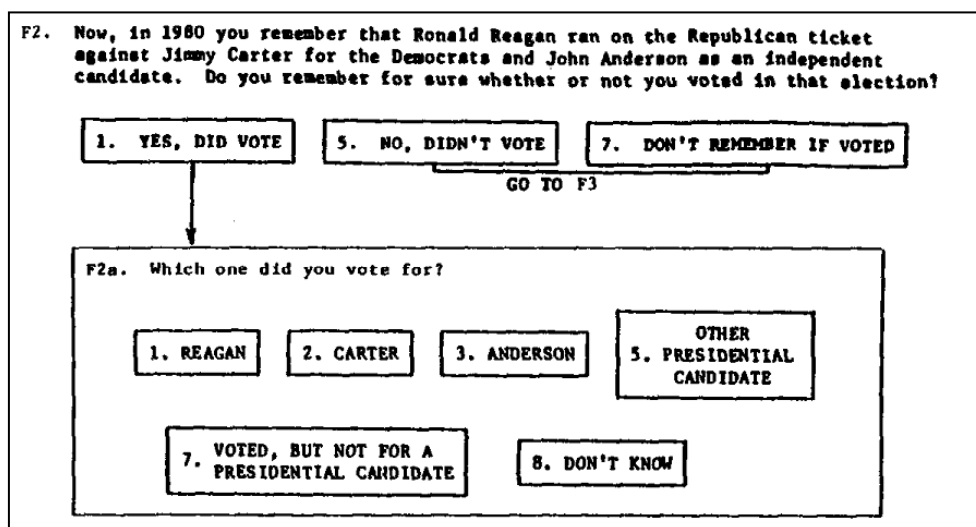 F2. Now, in 1980 you remember that Ronald Reagan ran on the Republican ticket
against Jimmy Carter for the Democrats and John Anderson as an independent
candidate. Do you remember for sure whether or not you voted in that election?
1. YES, DID VOTE
5. NO, DIDN'T VOTE
7. DON'T REMEMBER IF VOTED
GO TO F3
F2a. Which one did you vote for?
1. REAGAN
2. CARTER
3. ANDERSON
OTHER
5. PRESIDENTIAL
CANDIDATE
VOTED, BUT NOT FOR A
7. PRESIDENTIAL CANDIDATE
8. DON'T KNOW